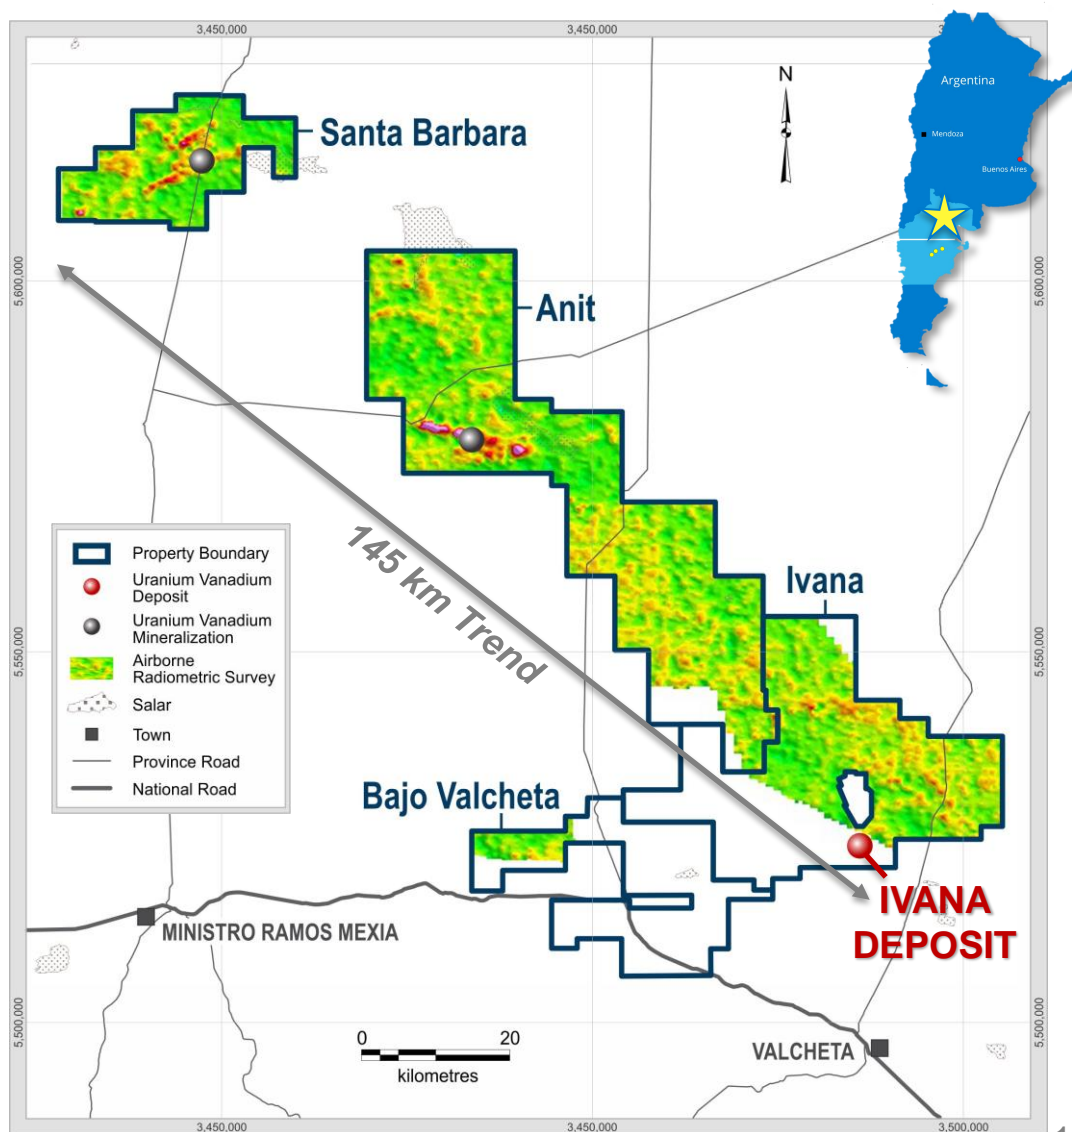 3,450,000
3,450,000
N
Argentina
Mendoza
Buenos Aires
Santa Barbara
5,600,000
5,600,000
Anit
145 km Trend
Property Boundary
Uranium Vanadium
Deposit
Uranium Vanadium
Mineralization
Airborne
Radiometric Survey
Salar
Town
Province Road
National Road
Ivana
5,550,000
5,550,000
Bajo Valcheta
IVANA
DEPOSIT
MINISTRO RAMOS MEXIA
5,500,000
5,500,000
0 20
kilometres
VALCHETA
3,450,000
3,450,000
3,500,000